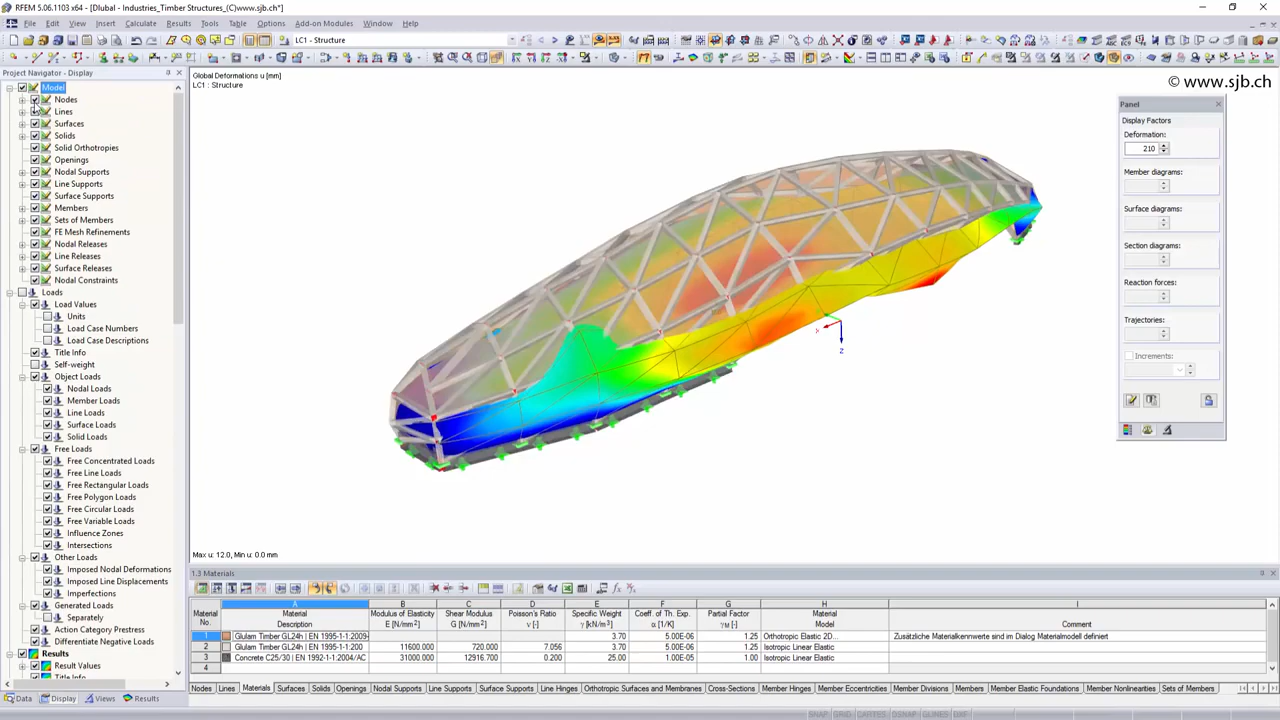 RFEM 5.06.1103 x64 - [Dlubal - Industries_Timber Structures_(C)www.sjb.ch*]
File Edit View Insert Calculate Results Tools Table Options Add-on Modules Window Help
LC1 - Structure
Project Navigator - Display
Model
Nodes
Lines
Surfaces
Solids
Solid Orthotropies
Openings
Nodal Supports
Line Supports
Surface Supports
Members
Sets of Members
FE Mesh Refinements
Nodal Releases
Line Releases
Surface Releases
Nodal Constraints
Loads
Load Values
Units
Load Case Numbers
Load Case Descriptions
Title Info
Self-weight
Object Loads
Nodal Loads
Member Loads
Line Loads
Surface Loads
Solid Loads
Free Loads
Free Concentrated Loads
Free Line Loads
Free Rectangular Loads
Free Polygon Loads
Free Circular Loads
Free Variable Loads
Influence Zones
Intersections
Other Loads
Imposed Nodal Deformations
Imposed Line Displacements
Imperfections
Generated Loads
Separately
Action Category Prestress
Differentiate Negative Loads
Results
Result Values
Title Info
Data Display Views Results
Global Deformations u [mm]
LC1 : Structure
© www.sjb.ch
x
z
Max u: 12.0, Min u: 0.0 mm
Panel
Display Factors
Deformation:
210
Member diagrams:
Surface diagrams:
Section diagrams:
Reaction forces:
Trajectories:
Increments:
1.3 Materials
A B C D E F G H I
Material No. Material Description Modulus of Elasticity E [N/mm²] Shear Modulus G [N/mm²] Poisson's Ratio ν [-] Specific Weight γ [kN/m³] Coeff. of Th. Exp. α [1/K] Partial Factor γM [-] Material Model Comment
1 Glulam Timber GL24h | EN 1995-1-1:2009- 3.70 5.00E-06 1.25 Orthotropic Elastic 2D... Zusätzliche Materialkennwerte sind im Dialog Materialmodell definiert
2 Glulam Timber GL24h | EN 1995-1-1:200 11600.000 720.000 7.056 3.70 5.00E-06 1.25 Isotropic Linear Elastic
3 Concrete C25/30 | EN 1992-1-1:2004/AC 31000.000 12916.700 0.200 25.00 1.00E-05 1.00 Isotropic Linear Elastic
4
Nodes Lines Materials Surfaces Solids Openings Nodal Supports Line Supports Surface Supports Line Hinges Orthotropic Surfaces and Membranes Cross-Sections Member Hinges Member Eccentricities Member Divisions Members Member Elastic Foundations Member Nonlinearities Sets of Members
SNAP GRID CARTES OSNAP GLINES DXF